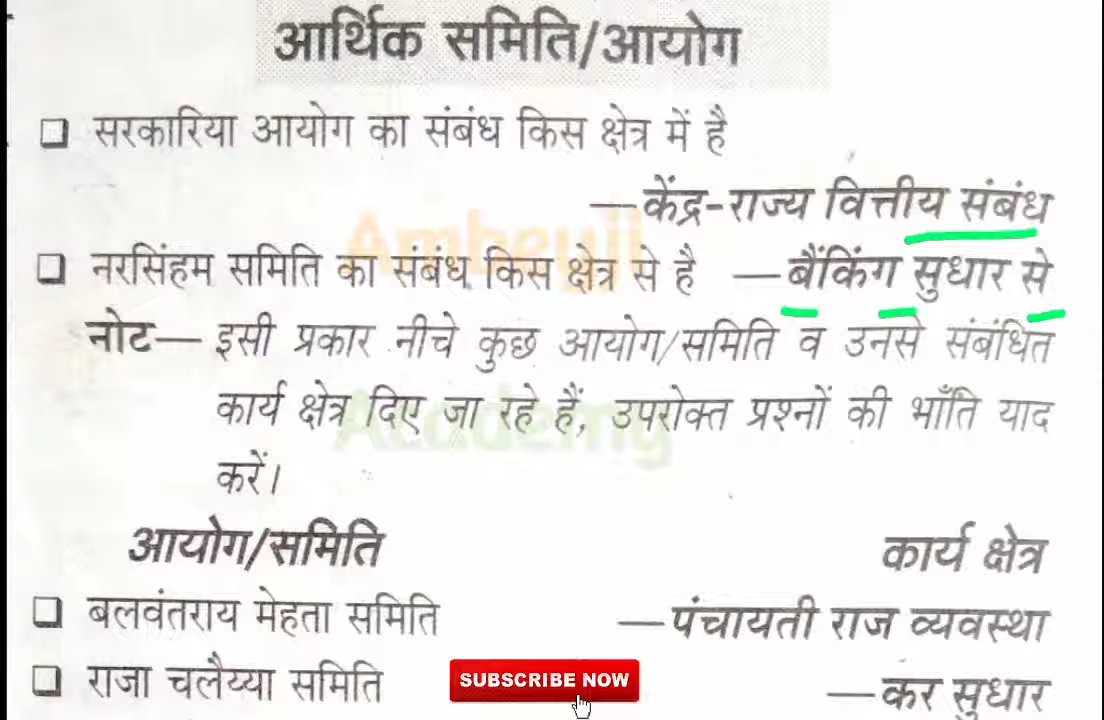 आर्थिक समिति/आयोग
❑ सरकारिया आयोग का संबंध किस क्षेत्र में है
—केंद्र-राज्य वित्तीय संबंध
❑ नरसिंहम समिति का संबंध किस क्षेत्र से है —बैंकिंग सुधार से
नोट— इसी प्रकार नीचे कुछ आयोग/समिति व उनसे संबंधित
कार्य क्षेत्र दिए जा रहे हैं, उपरोक्त प्रश्नों की भाँति याद
करें।
आयोग/समिति कार्य क्षेत्र
❑ बलवंतराय मेहता समिति —पंचायती राज व्यवस्था
❑ राजा चलैय्या समिति —कर सुधार
SUBSCRIBE NOW
Academy